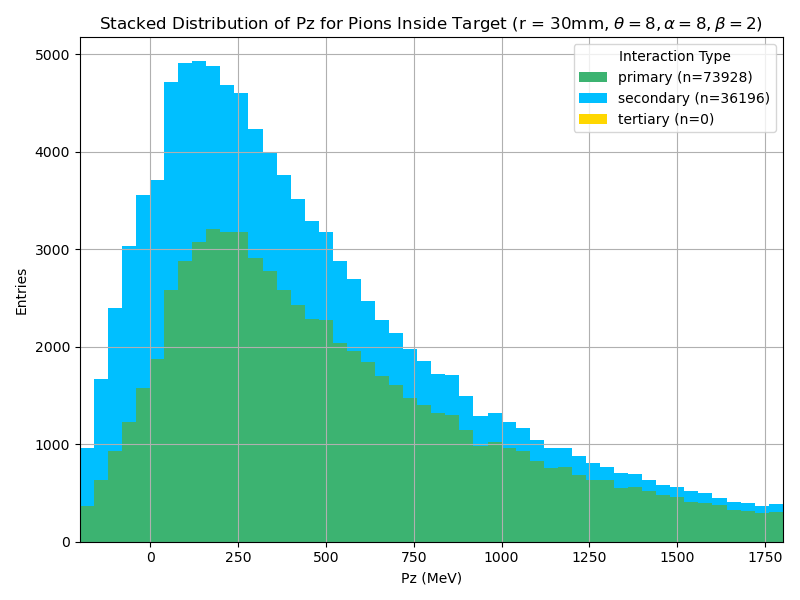 Stacked Distribution of Pz for Pions Inside Target (r = 30mm, θ = 8, α = 8, β = 2)
Entries
5000
4000
3000
2000
1000
0
Interaction Type
primary (n=73928)
secondary (n=36196)
tertiary (n=0)
0 250 500 750 1000 1250 1500 1750
Pz (MeV)